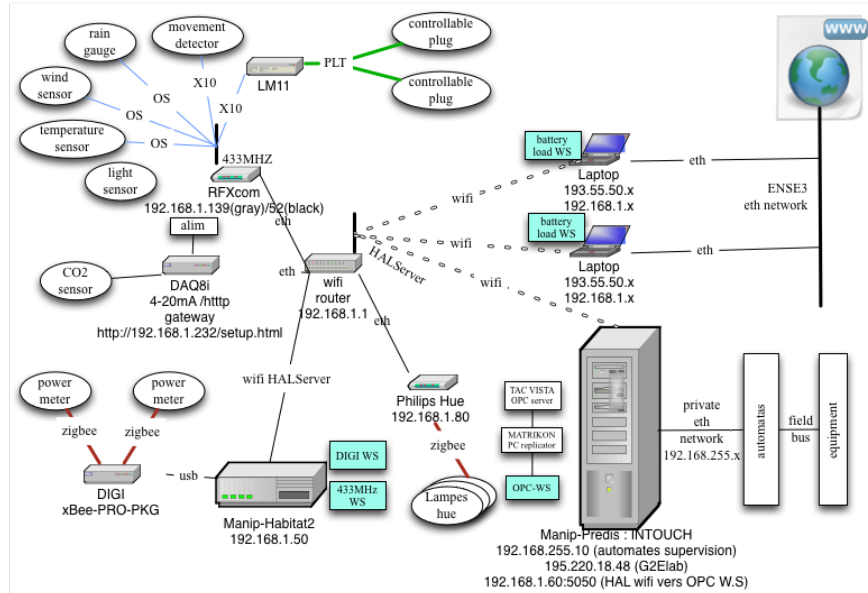 rain
gauge
movement
detector
controllable
plug
WWW
wind
sensor
OS
X10
LM11
PLT
OS
X10
controllable
plug
temperature
sensor
OS
battery
load WS
Laptop
193.55.50.x
192.168.1.x
eth
light
sensor
433MHZ
RFXcom
192.168.1.139(gray)/52(black)
eth
wifi
ENSE3
eth network
alim
battery
load WS
wifi
HALServer
Laptop
193.55.50.x
192.168.1.x
eth
CO2
sensor
DAQ8i
4-20mA /htttp
gateway
http://192.168.1.232/setup.html
eth
wifi
router
192.168.1.1
eth
wifi
power
meter
power
meter
wifi HALServer
Philips Hue
192.168.1.80
TAC VISTA
OPC server
private
eth
network
192.168.255.x
automatas
field
bus
equipment
zigbee
zigbee
zigbee
MATRIKON
PC replicator
DIGI
xBee-PRO-PKG
usb
DIGI WS
433MHz
WS
Lampes
hue
OPC-WS
Manip-Habitat2
192.168.1.50
Manip-Predis : INTOUCH
192.168.255.10 (automates supervision)
195.220.18.48 (G2Elab)
192.168.1.60:5050 (HAL wifi vers OPC W.S)